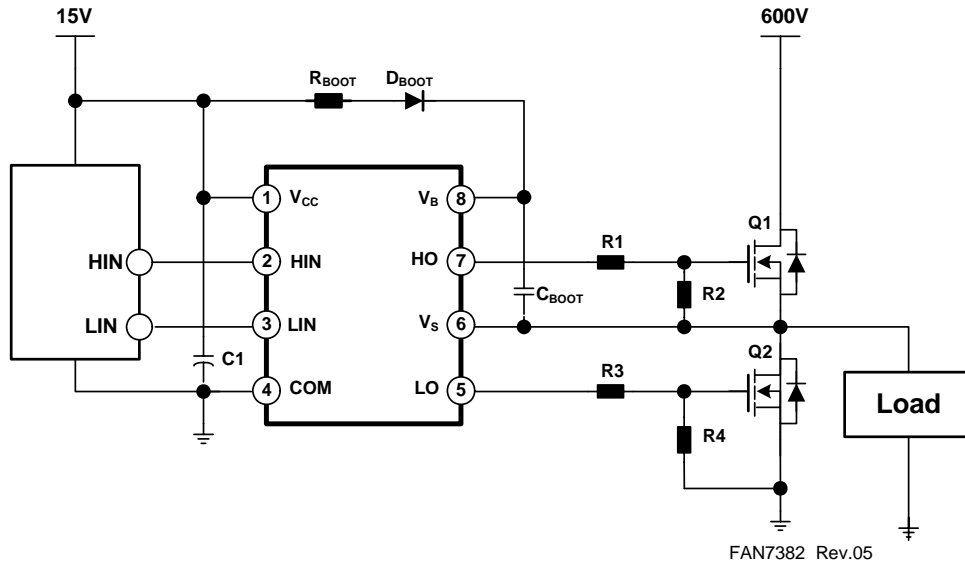 15V
600V
RBOOT
DBOOT
1
VCC
VB
8
Q1
HIN
2
HIN
HO
7
R1
R2
CBOOT
LIN
3
LIN
VS
6
C1
4
COM
LO
5
R3
Q2
R4
Load
FAN7382 Rev.05